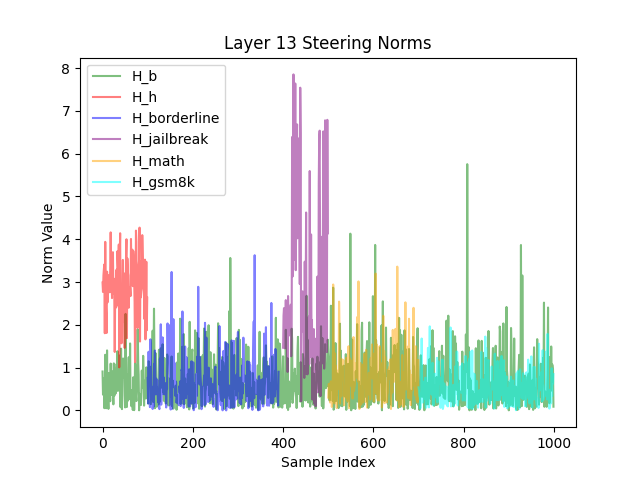 Layer 13 Steering Norms
8
7
6
5
4
3
2
1
0
Norm Value
H_b
H_h
H_borderline
H_jailbreak
H_math
H_gsm8k
0 200 400 600 800 1000
Sample Index